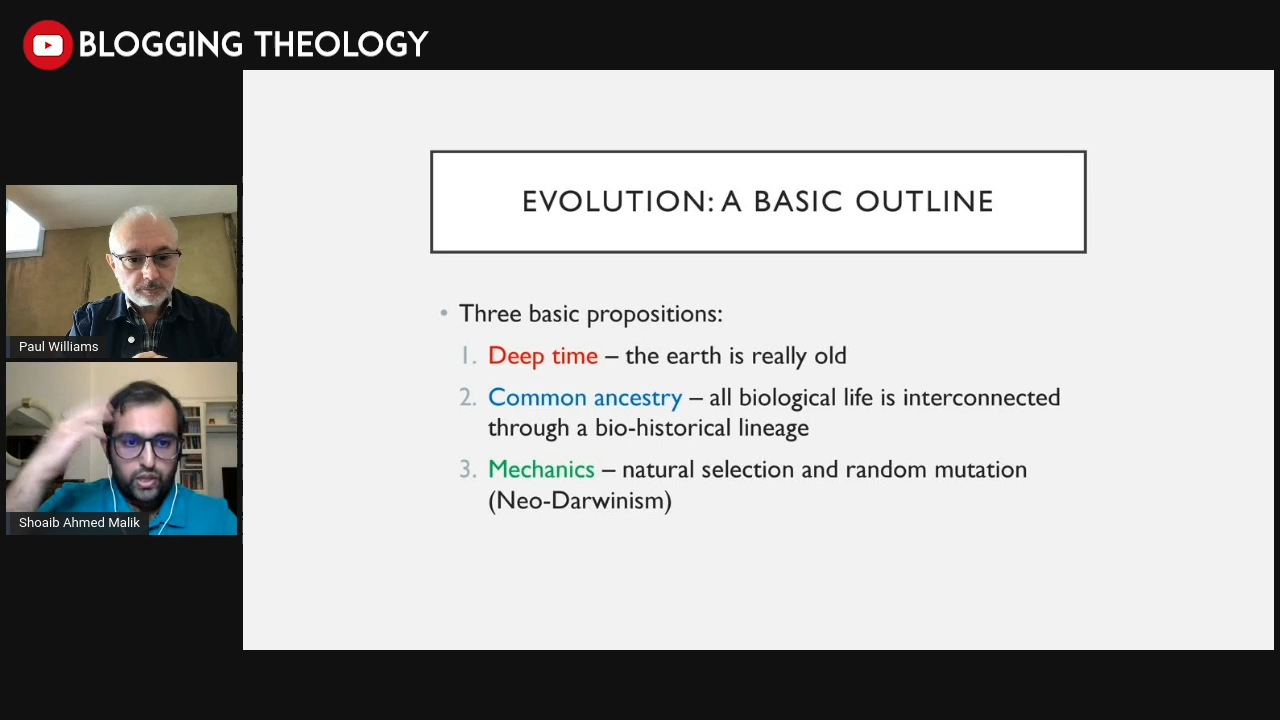 BLOGGING THEOLOGY
Paul Williams
Shoaib Ahmed Malik
EVOLUTION: A BASIC OUTLINE
• Three basic propositions:
1. Deep time – the earth is really old
2. Common ancestry – all biological life is interconnected
through a bio-historical lineage
3. Mechanics – natural selection and random mutation
(Neo-Darwinism)